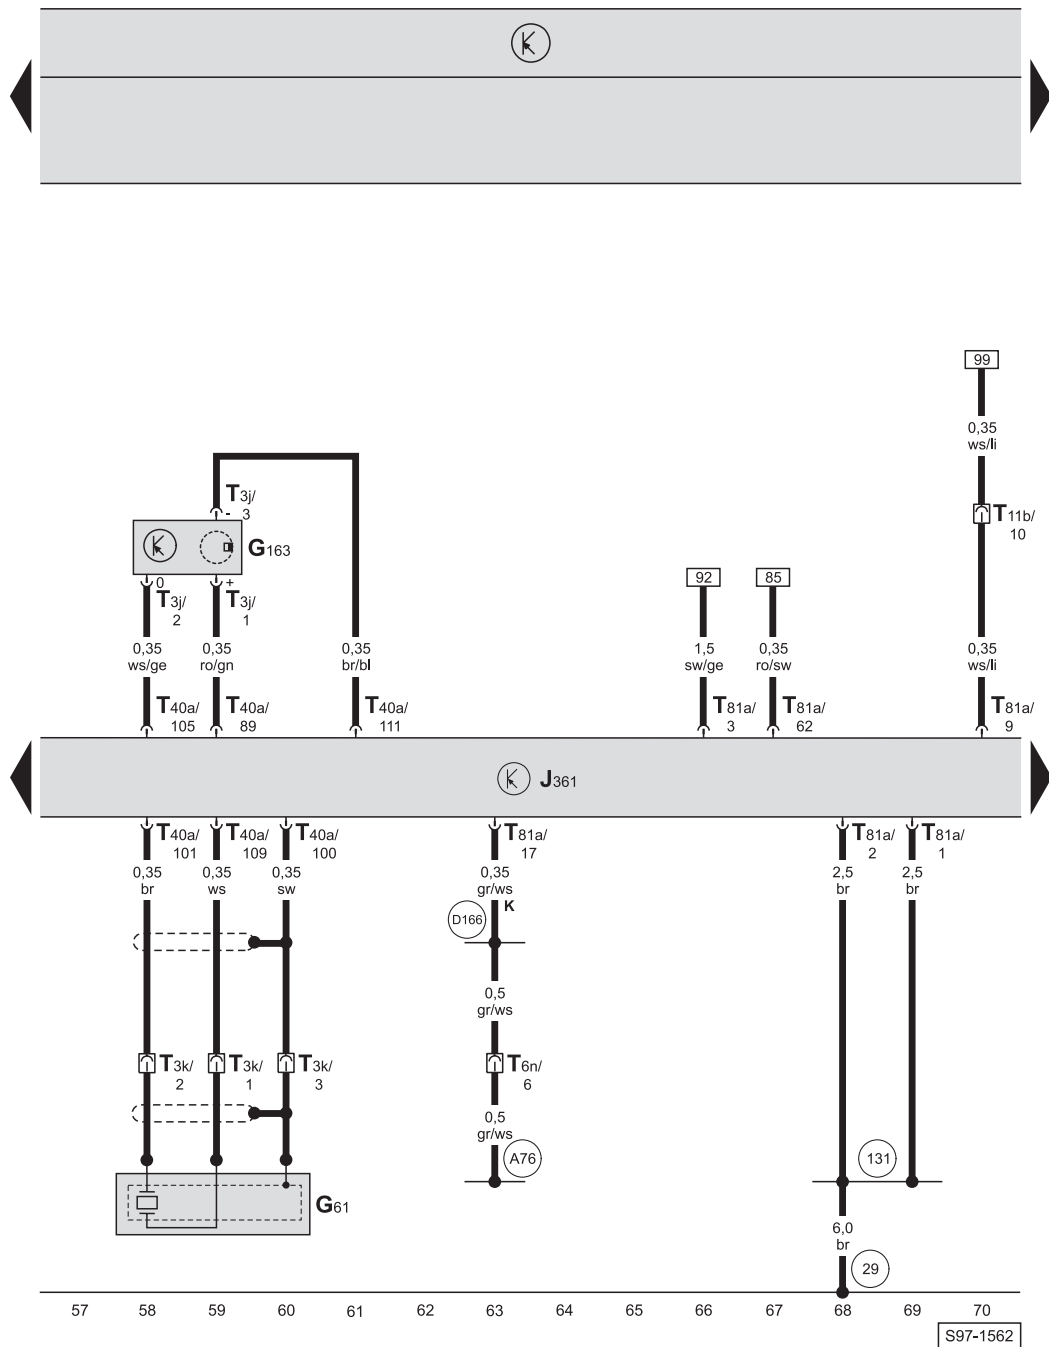 99
0,35
ws/li
T3j/
- 3
T11b/
10
G163
0 +
T3j/ T3j/
2 1
92 85
0,35 0,35 0,35 1,5 0,35 0,35
ws/ge ro/gn br/bl sw/ge ro/sw ws/li
T40a/ T40a/ T40a/ T81a/ T81a/ T81a/
105 89 111 3 62 9
J361
T40a/ T40a/ T40a/ T81a/ T81a/ T81a/
101 109 100 17 2 1
0,35 0,35 0,35 0,35 2,5 2,5
br ws sw gr/ws br br
K
D166
0,5
gr/ws
T3k/ T3k/ T3k/ T6n/
2 1 3 6
0,5
gr/ws
A76 131
G61
6,0
br
29
57 58 59 60 61 62 63 64 65 66 67 68 69 70
S97-1562